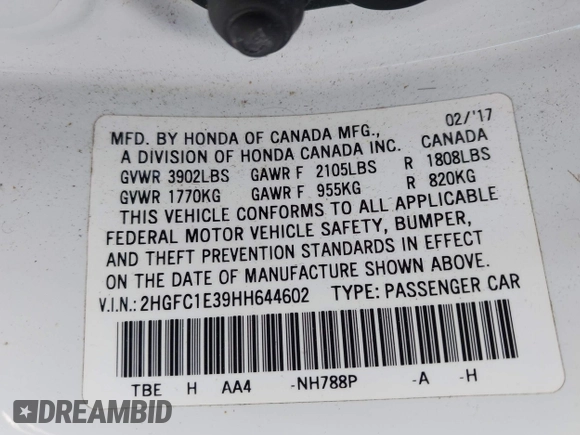 02/'17
MFD. BY HONDA OF CANADA MFG.,
A DIVISION OF HONDA CANADA INC. CANADA
GVWR 3902LBS GAWR F 2105LBS R 1808LBS
GVWR 1770KG GAWR F 955KG R 820KG
THIS VEHICLE CONFORMS TO ALL APPLICABLE
FEDERAL MOTOR VEHICLE SAFETY, BUMPER,
AND THEFT PREVENTION STANDARDS IN EFFECT
ON THE DATE OF MANUFACTURE SHOWN ABOVE.
V.I.N.: 2HGFC1E39HH644602 TYPE: PASSENGER CAR
TBE H AA4 -NH788P -A -H
DREAMBID